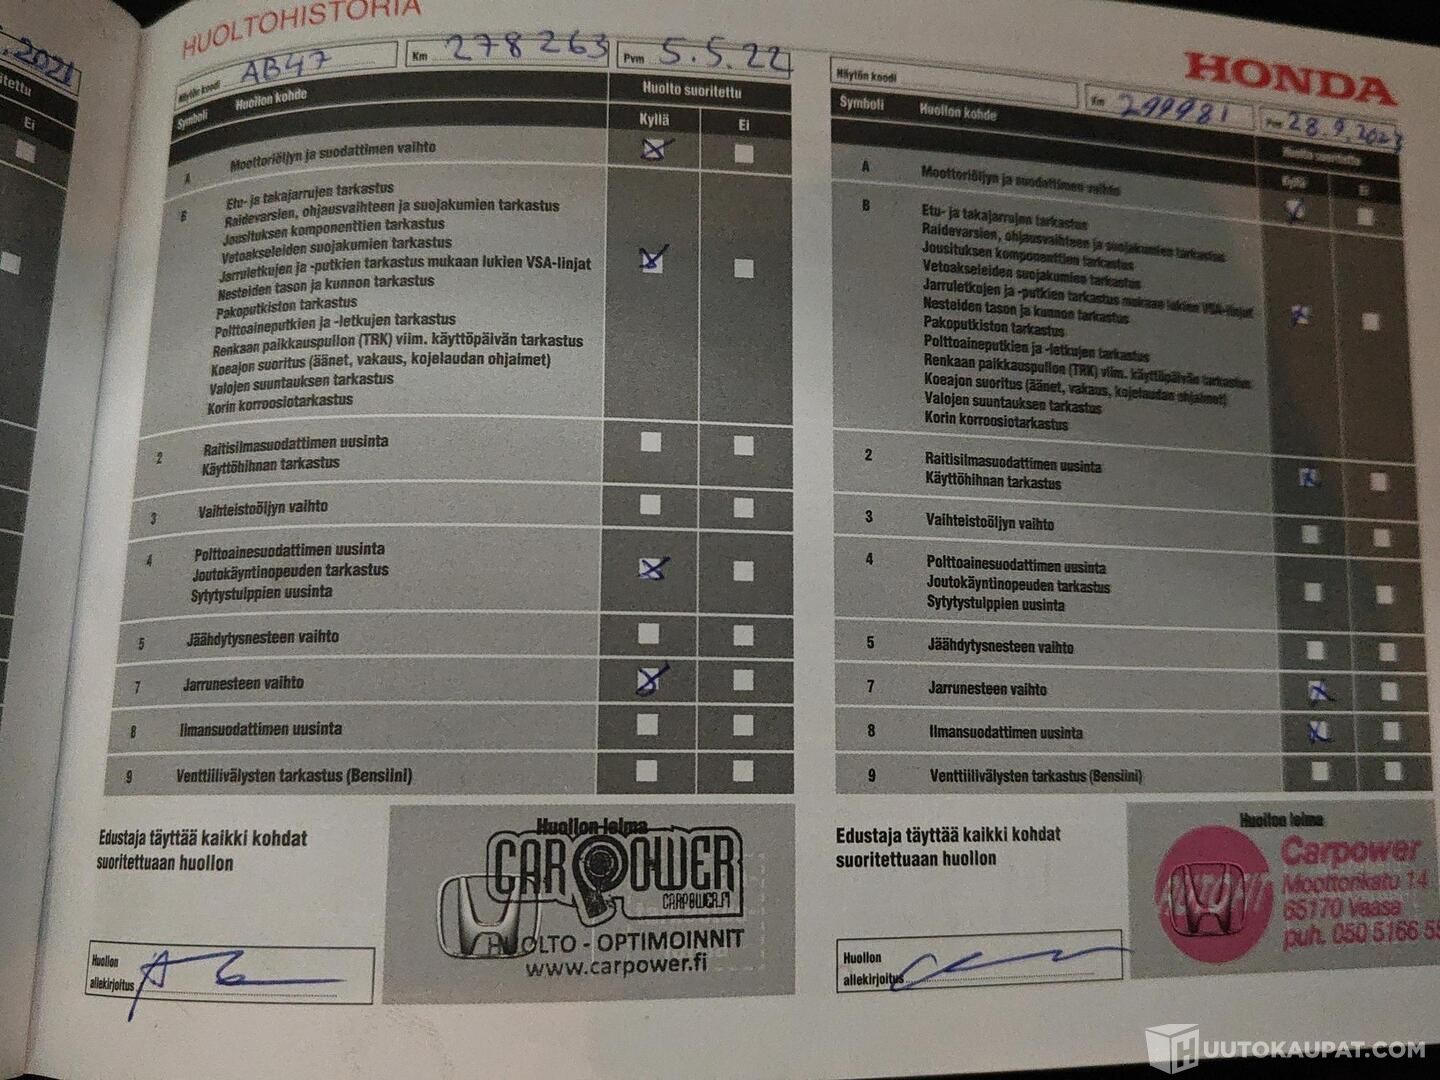 .2021
Ei
HUOLTOHISTORIA
Näytön koodi AB47
Km 278263
Pvm 5.5.22
Symboli Huollon kohde Huolto suoritettu
Kyllä Ei
A Moottoriöljyn ja suodattimen vaihto
B Etu- ja takajarrujen tarkastus
Raidevarsien, ohjausvaihteen ja suojakumien tarkastus
Jousituksen komponenttien tarkastus
Vetoakseleiden suojakumien tarkastus
Jarruletkujen ja -putkien tarkastus mukaan lukien VSA-linjat
Nesteiden tason ja kunnon tarkastus
Pakoputkiston tarkastus
Polttoaineputkien ja -letkujen tarkastus
Renkaan paikkauspullon (TRK) viim. käyttöpäivän tarkastus
Koeajon suoritus (äänet, vakaus, kojelaudan ohjaimet)
Valojen suuntauksen tarkastus
Korin korroosiotarkastus
2 Raitisilmasuodattimen uusinta
Käyttöhihnan tarkastus
3 Vaihteistoöljyn vaihto
4 Polttoainesuodattimen uusinta
Joutokäyntinopeuden tarkastus
Sytytystulppien uusinta
5 Jäähdytysnesteen vaihto
7 Jarrunesteen vaihto
8 Ilmansuodattimen uusinta
9 Venttiilivälysten tarkastus (Bensiini)
Edustaja täyttää kaikki kohdat
suoritettuaan huollon
Huollon leima
CARPOWER
CARPOWER.FI
HUOLTO - OPTIMOINNIT
www.carpower.fi
Huollon
allekirjoitus
HONDA
Näytön koodi
Km 299981
Pvm 28.9.2023
Symboli Huollon kohde Huolto suoritettu
Kyllä Ei
A Moottoriöljyn ja suodattimen vaihto
B Etu- ja takajarrujen tarkastus
Raidevarsien, ohjausvaihteen ja suojakumien tarkastus
Jousituksen komponenttien tarkastus
Vetoakseleiden suojakumien tarkastus
Jarruletkujen ja -putkien tarkastus mukaan lukien VSA-linjat
Nesteiden tason ja kunnon tarkastus
Pakoputkiston tarkastus
Polttoaineputkien ja -letkujen tarkastus
Renkaan paikkauspullon (TRK) viim. käyttöpäivän tarkastus
Koeajon suoritus (äänet, vakaus, kojelaudan ohjaimet)
Valojen suuntauksen tarkastus
Korin korroosiotarkastus
2 Raitisilmasuodattimen uusinta
Käyttöhihnan tarkastus
3 Vaihteistoöljyn vaihto
4 Polttoainesuodattimen uusinta
Joutokäyntinopeuden tarkastus
Sytytystulppien uusinta
5 Jäähdytysnesteen vaihto
7 Jarrunesteen vaihto
8 Ilmansuodattimen uusinta
9 Venttiilivälysten tarkastus (Bensiini)
Edustaja täyttää kaikki kohdat
suoritettuaan huollon
Huollon leima
Carpower
Moottorikatu 14
65170 Vaasa
puh. 050 5166 55
Huollon
allekirjoitus
HUUTOKAUPAT.COM